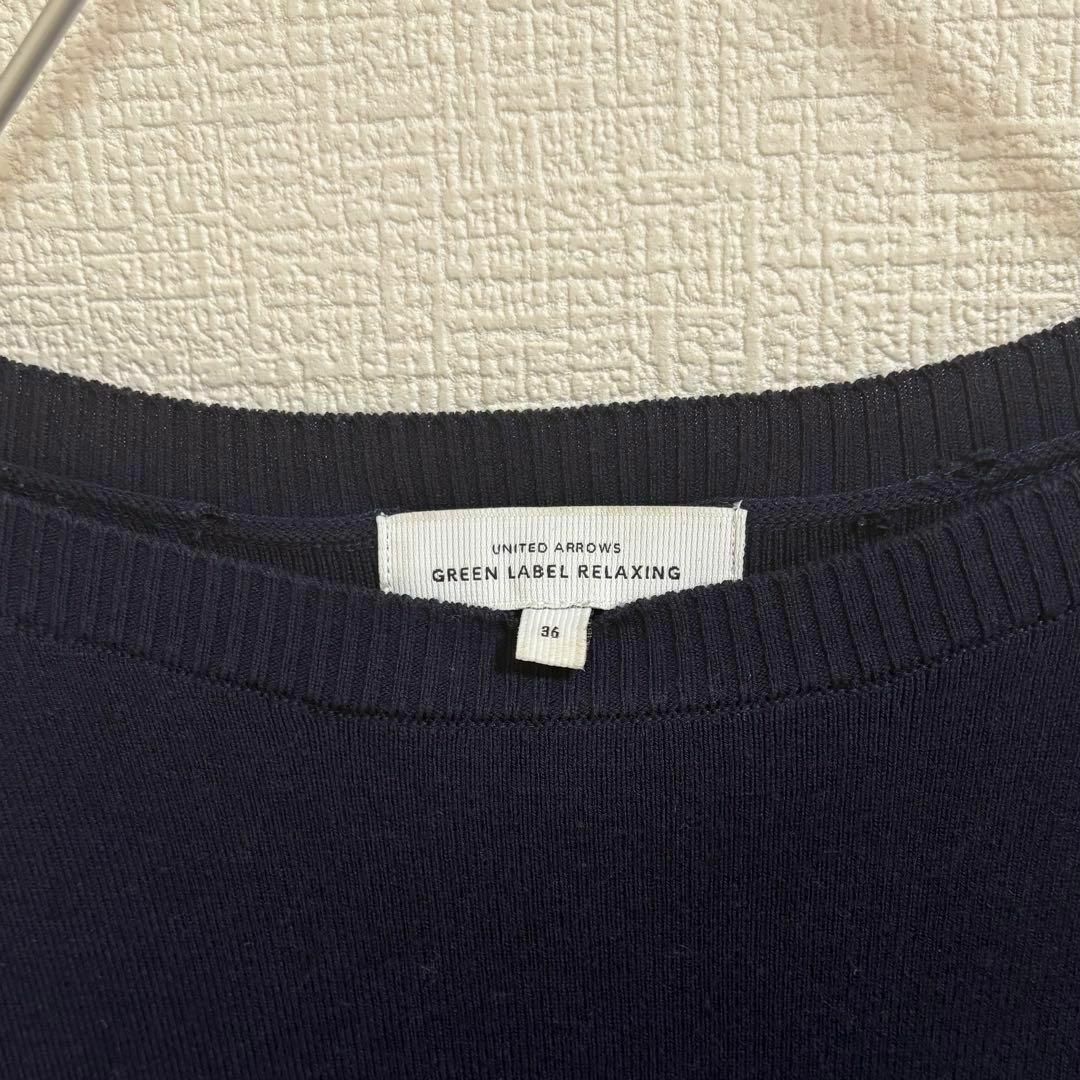 UNITED ARROWS
GREEN LABEL RELAXING
36